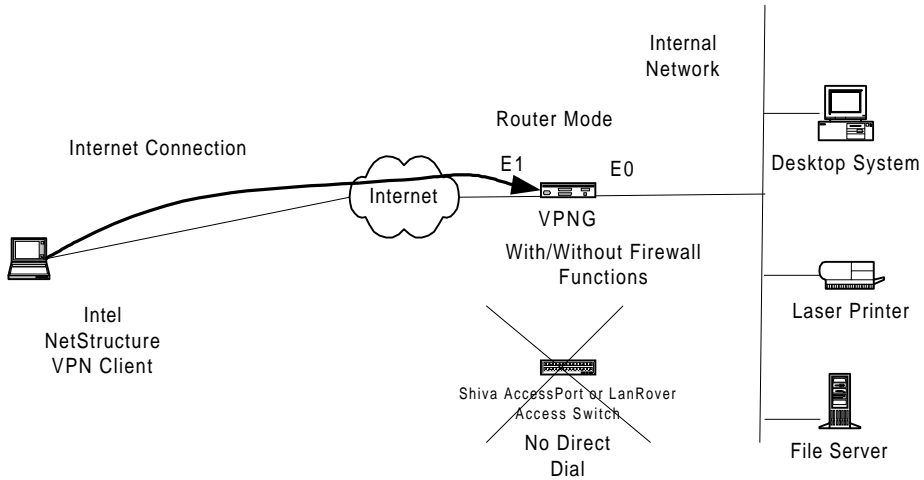 Internal
Network
Router Mode
Internet Connection
E1
E0
Desktop System
Internet
VPNG
With/Without Firewall
Functions
Intel
NetStructure
VPN Client
Laser Printer
Shiva AccessPort or LanRover
Access Switch
No Direct
Dial
File Server